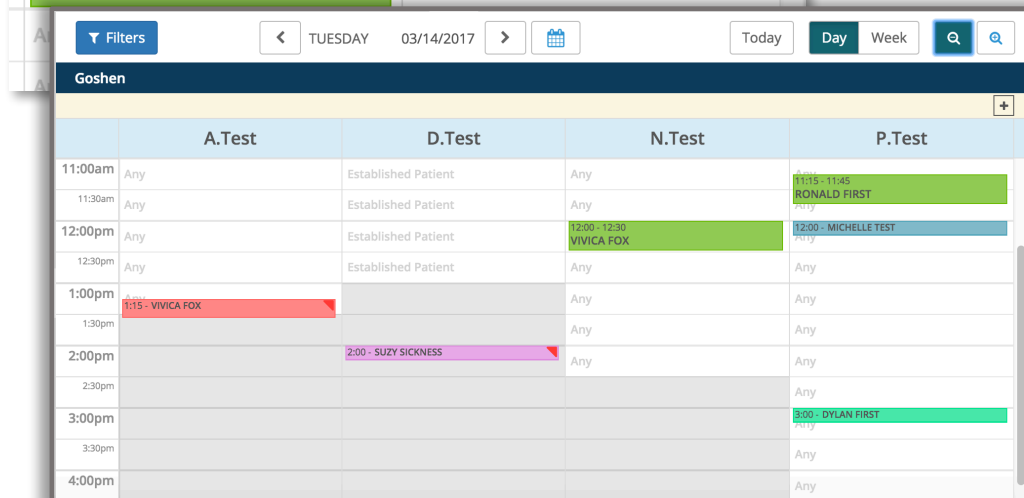 Filters
TUESDAY 03/14/2017
Today Day Week
Goshen
+
A.Test D.Test N.Test P.Test
11:00am Any Established Patient Any Any
11:15 - 11:45
RONALD FIRST
11:30am Any Established Patient Any Any
12:00pm Any Established Patient
12:00 - 12:30
VIVICA FOX
12:00 - MICHELLE TEST
Any
12:30pm Any Established Patient Any Any
1:00pm Any Any Any
1:15 - VIVICA FOX
1:30pm Any Any
2:00pm 2:00 - SUZY SICKNESS Any Any
2:30pm Any
3:00pm 3:00 - DYLAN FIRST
Any
3:30pm Any
4:00pm Any